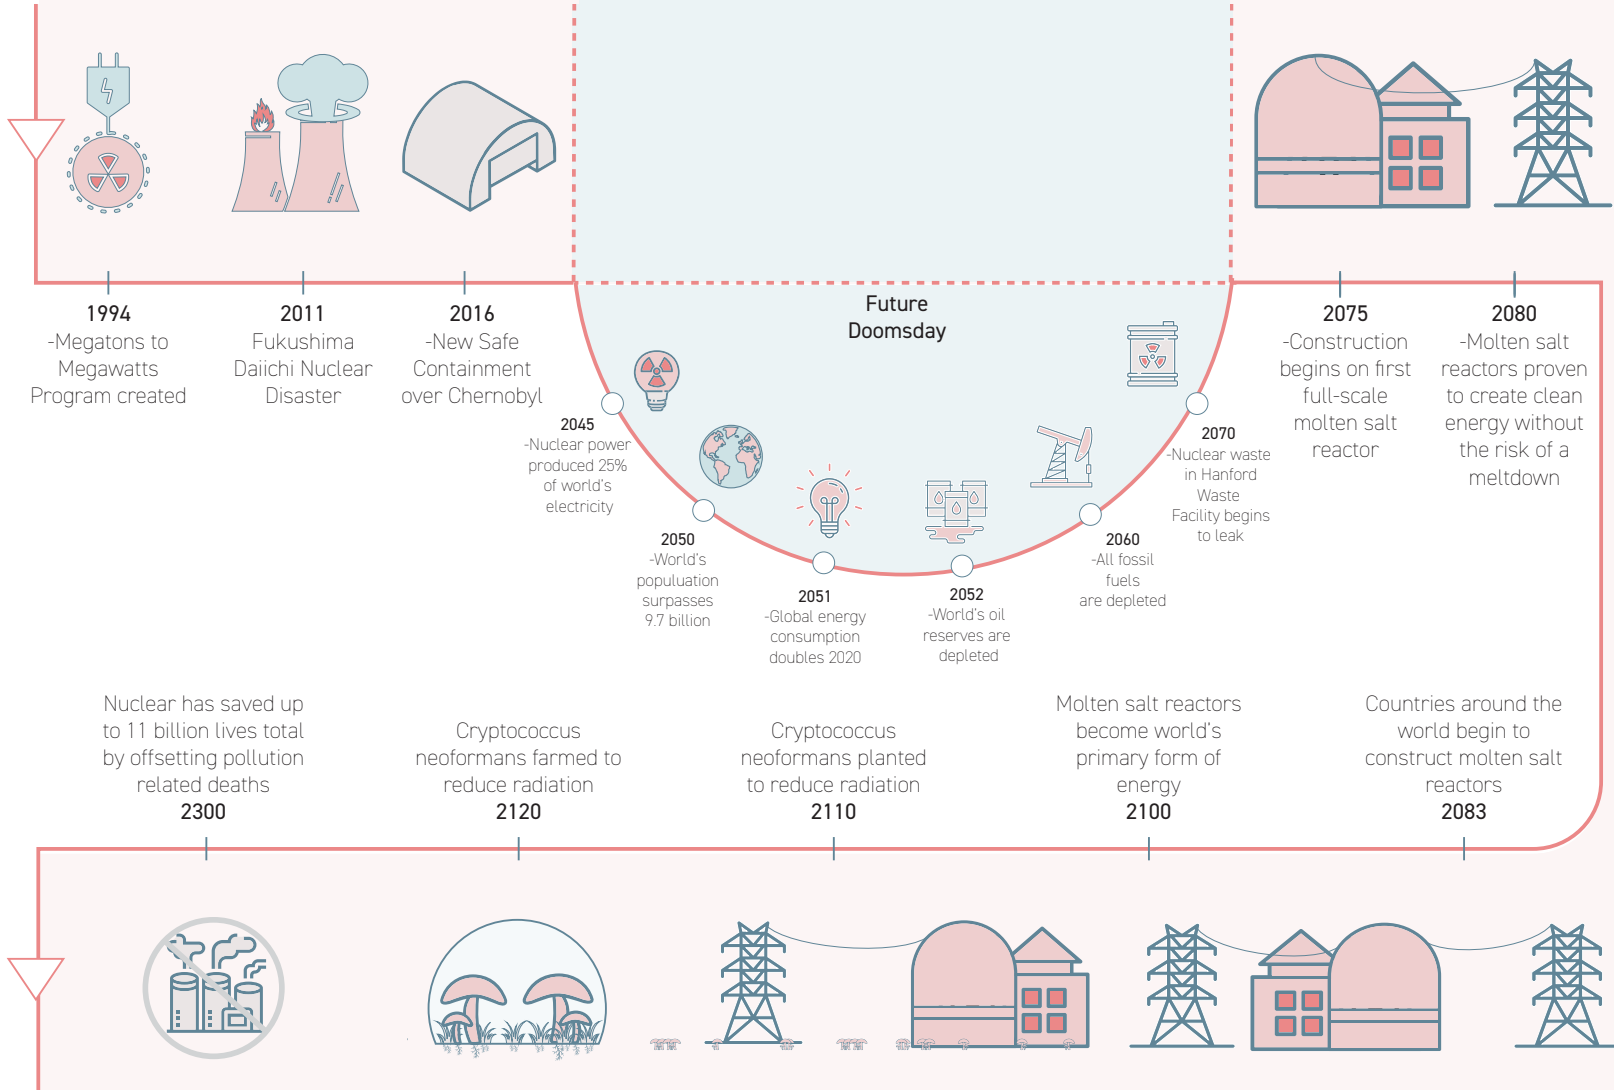 1994
-Megatons to
Megawatts
Program created
2011
Fukushima
Daiichi Nuclear
Disaster
2016
-New Safe
Containment
over Chernobyl
Future
Doomsday
2045
-Nuclear power
produced 25%
of world's
electricity
2050
-World's
populuation
surpasses
9.7 billion
2051
-Global energy
consumption
doubles 2020
2052
-World's oil
reserves are
depleted
2060
-All fossil
fuels
are depleted
2070
-Nuclear waste
in Hanford
Waste
Facility begins
to leak
2075
-Construction
begins on first
full-scale
molten salt
reactor
2080
-Molten salt
reactors proven
to create clean
energy without
the risk of a
meltdown
Countries around the
world begin to
construct molten salt
reactors
2083
Molten salt reactors
become world's
primary form of
energy
2100
Cryptococcus
neoformans planted
to reduce radiation
2110
Cryptococcus
neoformans farmed to
reduce radiation
2120
Nuclear has saved up
to 11 billion lives total
by offsetting pollution
related deaths
2300